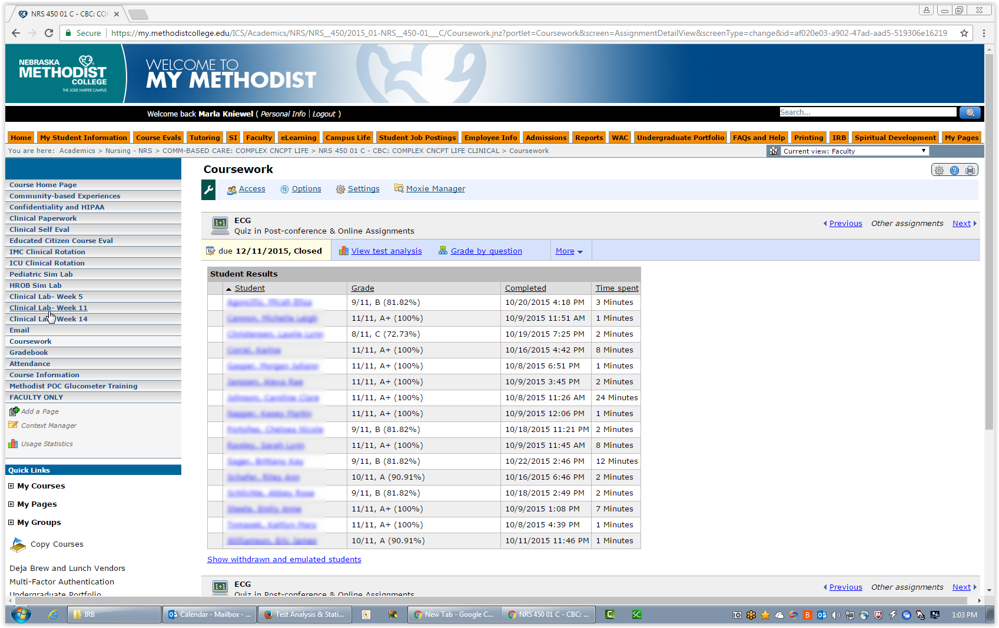 NRS 450 01 C - CBC: CO
Secure https://my.methodistcollege.edu/ICS/Academics/NRS/NRS__450/2015_01-NRS__450-01___C/Coursework.jnz?portlet=Coursework&screen=AssignmentDetailView&screenType=change&id=af020e03-a902-47ad-aad5-519306e16219
NEBRASKA
METHODIST
COLLEGE
THE JOSIE HARPER CAMPUS
WELCOME TO
MY METHODIST
Welcome back Marla Kniewel ( Personal Info | Logout )
Search...
Home My Student Information Course Evals Tutoring SI Faculty eLearning Campus Life Student Job Postings Employee Info Admissions Reports WAC Undergraduate Portfolio FAQs and Help Printing IRB Spiritual Development My Pages
You are here: Academics > Nursing - NRS > COMM-BASED CARE: COMPLEX CNCPT LIFE > NRS 450 01 C - CBC: COMPLEX CNCPT LIFE CLINICAL > Coursework
Current view: Faculty
Course Home Page
Community-based Experiences
Confidentiality and HIPAA
Clinical Paperwork
Clinical Self Eval
Educated Citizen Course Eval
IMC Clinical Rotation
ICU Clinical Rotation
Pediatric Sim Lab
HROB Sim Lab
Clinical Lab- Week 5
Clinical Lab- Week 11
Clinical La Week 14
Email
Coursework
Gradebook
Attendance
Course Information
Methodist POC Glucometer Training
FACULTY ONLY
Add a Page
Context Manager
Usage Statistics
Quick Links
My Courses
My Pages
My Groups
Copy Courses
Deja Brew and Lunch Vendors
Multi-Factor Authentication
Undergraduate Portfolio
Coursework
Access Options Settings Moxie Manager
1+1
ECG
Quiz in Post-conference & Online Assignments
Previous Other assignments Next
due 12/11/2015, Closed
View test analysis Grade by question More
Student Results
Student Grade Completed Time spent
9/11, B (81.82%) 10/20/2015 4:18 PM 3 Minutes
11/11, A+ (100%) 10/9/2015 11:51 AM 1 Minutes
8/11, C (72.73%) 10/19/2015 7:25 PM 2 Minutes
11/11, A+ (100%) 10/16/2015 4:42 PM 8 Minutes
11/11, A+ (100%) 10/8/2015 6:51 PM 1 Minutes
11/11, A+ (100%) 10/9/2015 3:45 PM 2 Minutes
11/11, A+ (100%) 10/8/2015 11:26 AM 24 Minutes
11/11, A+ (100%) 10/9/2015 12:06 PM 1 Minutes
9/11, B (81.82%) 10/18/2015 11:21 PM 2 Minutes
11/11, A+ (100%) 10/9/2015 11:45 AM 8 Minutes
9/11, B (81.82%) 10/22/2015 2:46 PM 12 Minutes
10/11, A (90.91%) 10/16/2015 6:46 PM 2 Minutes
9/11, B (81.82%) 10/18/2015 2:49 PM 2 Minutes
11/11, A+ (100%) 10/9/2015 1:08 PM 7 Minutes
11/11, A+ (100%) 10/8/2015 4:39 PM 1 Minutes
10/11, A (90.91%) 10/11/2015 11:46 PM 1 Minutes
Show withdrawn and emulated students
1+1
ECG
Quiz in Post-conference & Online Assignments
Previous Other assignments Next
IRB Calendar - Mailbox - ... Test Analysis & Stati... New Tab - Google C... NRS 450 01 C - CBC: ... 1:03 PM